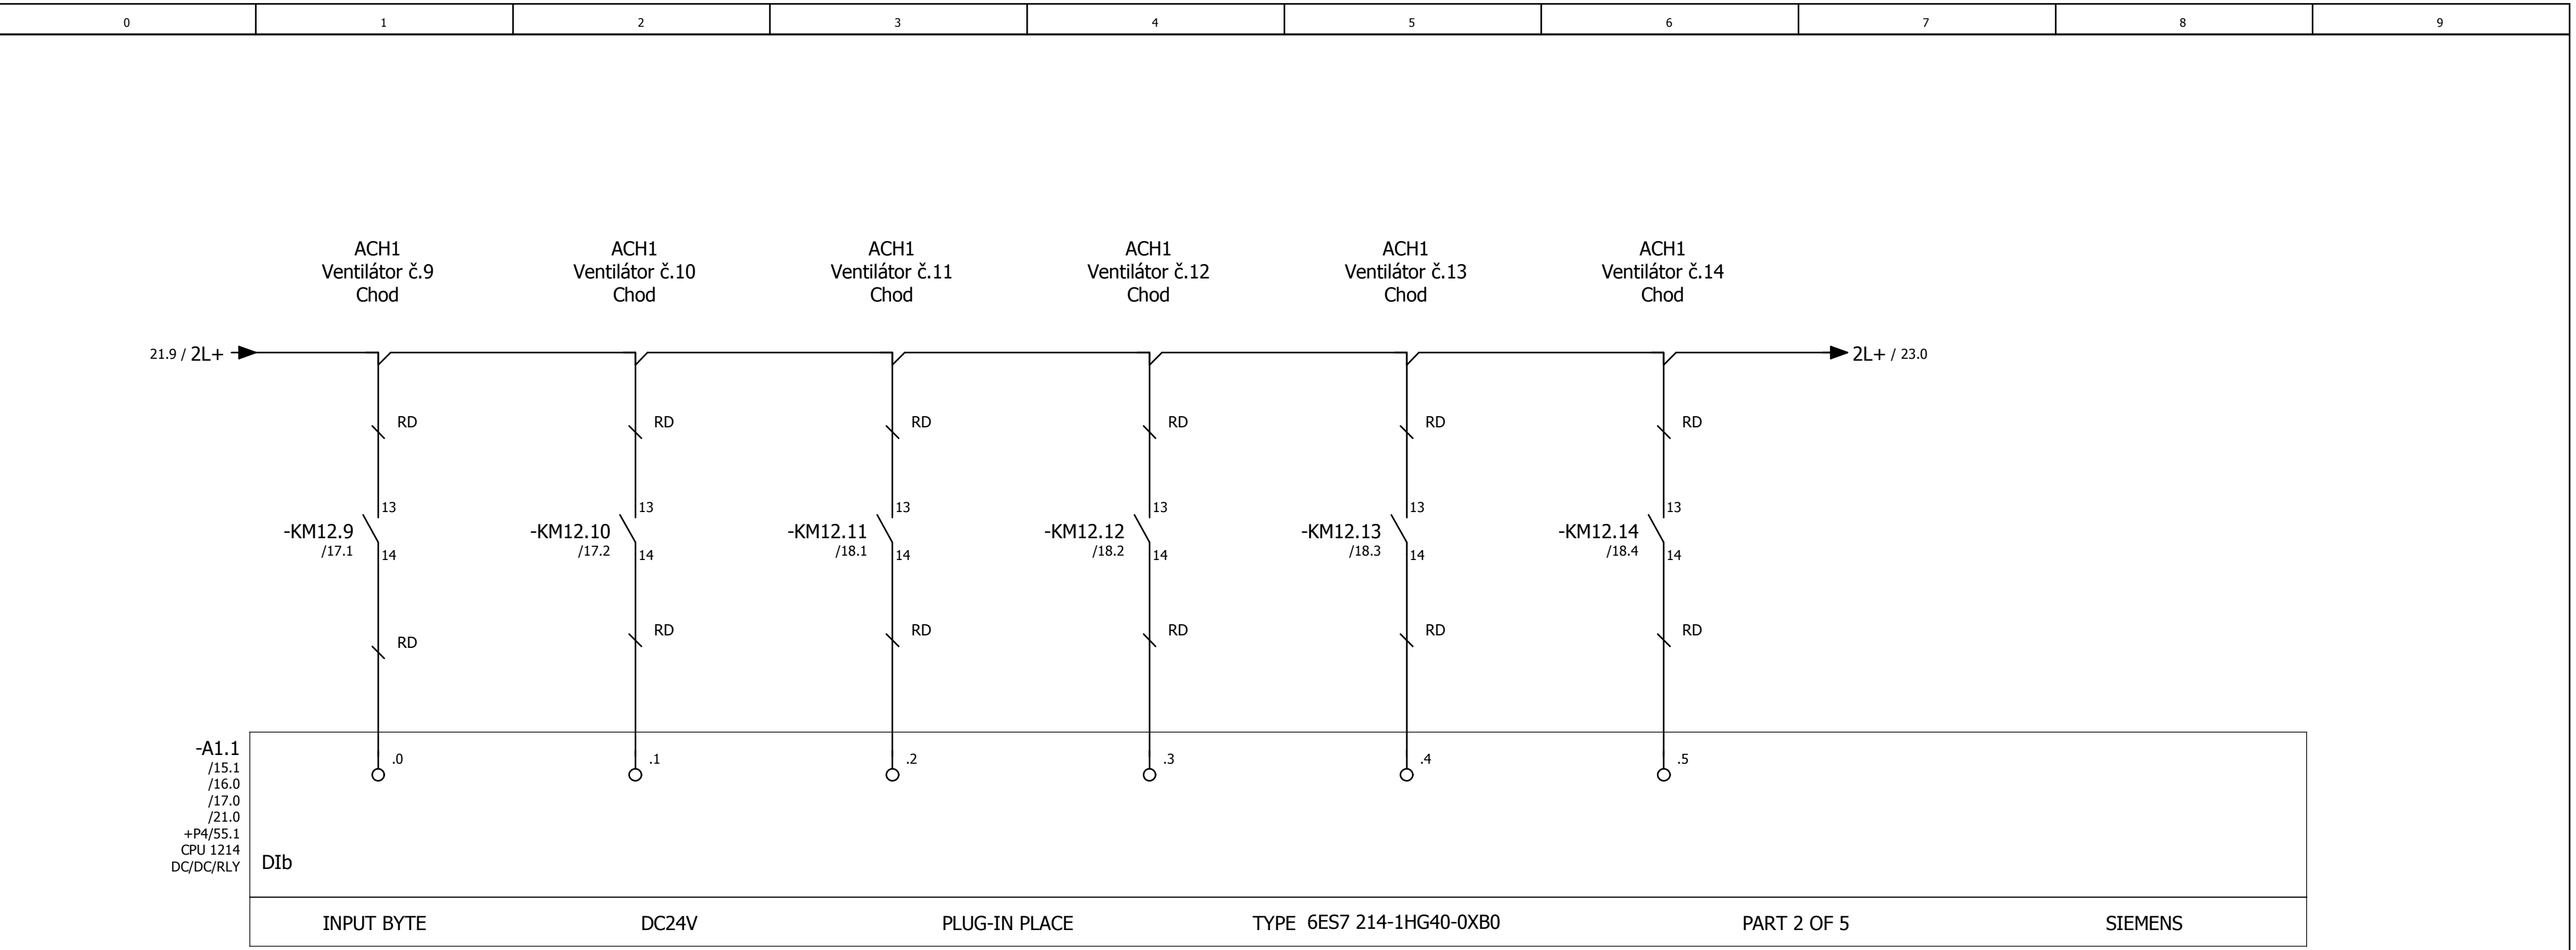 0 1 2 3 4 5 6 7 8 9
ACH1 ACH1 ACH1 ACH1 ACH1 ACH1
Ventilátor č.9 Ventilátor č.10 Ventilátor č.11 Ventilátor č.12 Ventilátor č.13 Ventilátor č.14
Chod Chod Chod Chod Chod Chod
21.9 / 2L+ 2L+ / 23.0
RD RD RD RD RD RD
13 13 13 13 13 13
-KM12.9 -KM12.10 -KM12.11 -KM12.12 -KM12.13 -KM12.14
/17.1 /17.2 /18.1 /18.2 /18.3 /18.4
14 14 14 14 14 14
RD RD RD RD RD RD
-A1.1
.0 .1 .2 .3 .4 .5
/15.1
/16.0
/17.0
/21.0
+P4/55.1
CPU 1214
DC/DC/RLY
DIb
INPUT BYTE DC24V PLUG-IN PLACE TYPE 6ES7 214-1HG40-0XB0 PART 2 OF 5 SIEMENS